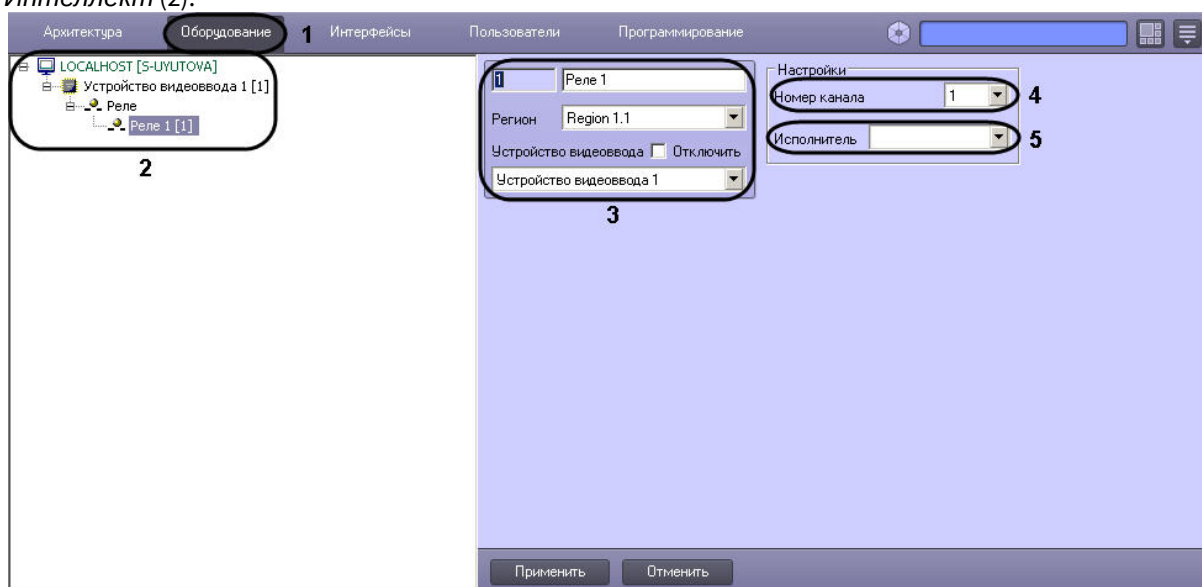 Интеллект (2).
Архитектура Оборудование 1 Интерфейсы Пользователи Программирование
LOCALHOST [S-UYUTOVA]
Устройство видеоввода 1 [1]
Реле
Реле 1 [1]
2
1 Реле 1
Регион Region 1.1
Устройство видеоввода Отключить
Устройство видеоввода 1
3
Настройки
Номер канала 1 4
Исполнитель 5
Применить Отменить